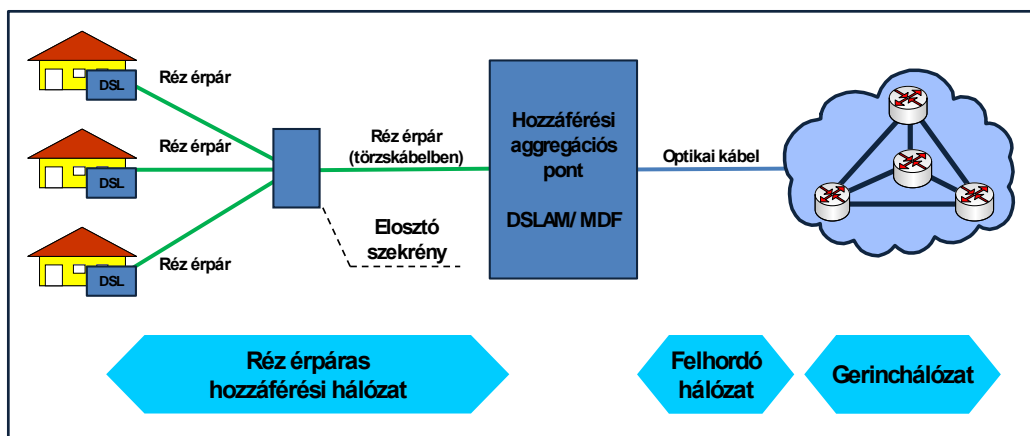 DSL
Réz érpár
DSL
Réz érpár
DSL
Réz érpár
Réz érpár
(törzskábelben)
Elosztó
szekrény
Hozzáférési
aggregációs
pont
DSLAM/ MDF
Optikai kábel
Réz érpáras
hozzáférési hálózat
Felhordó
hálózat
Gerinchálózat